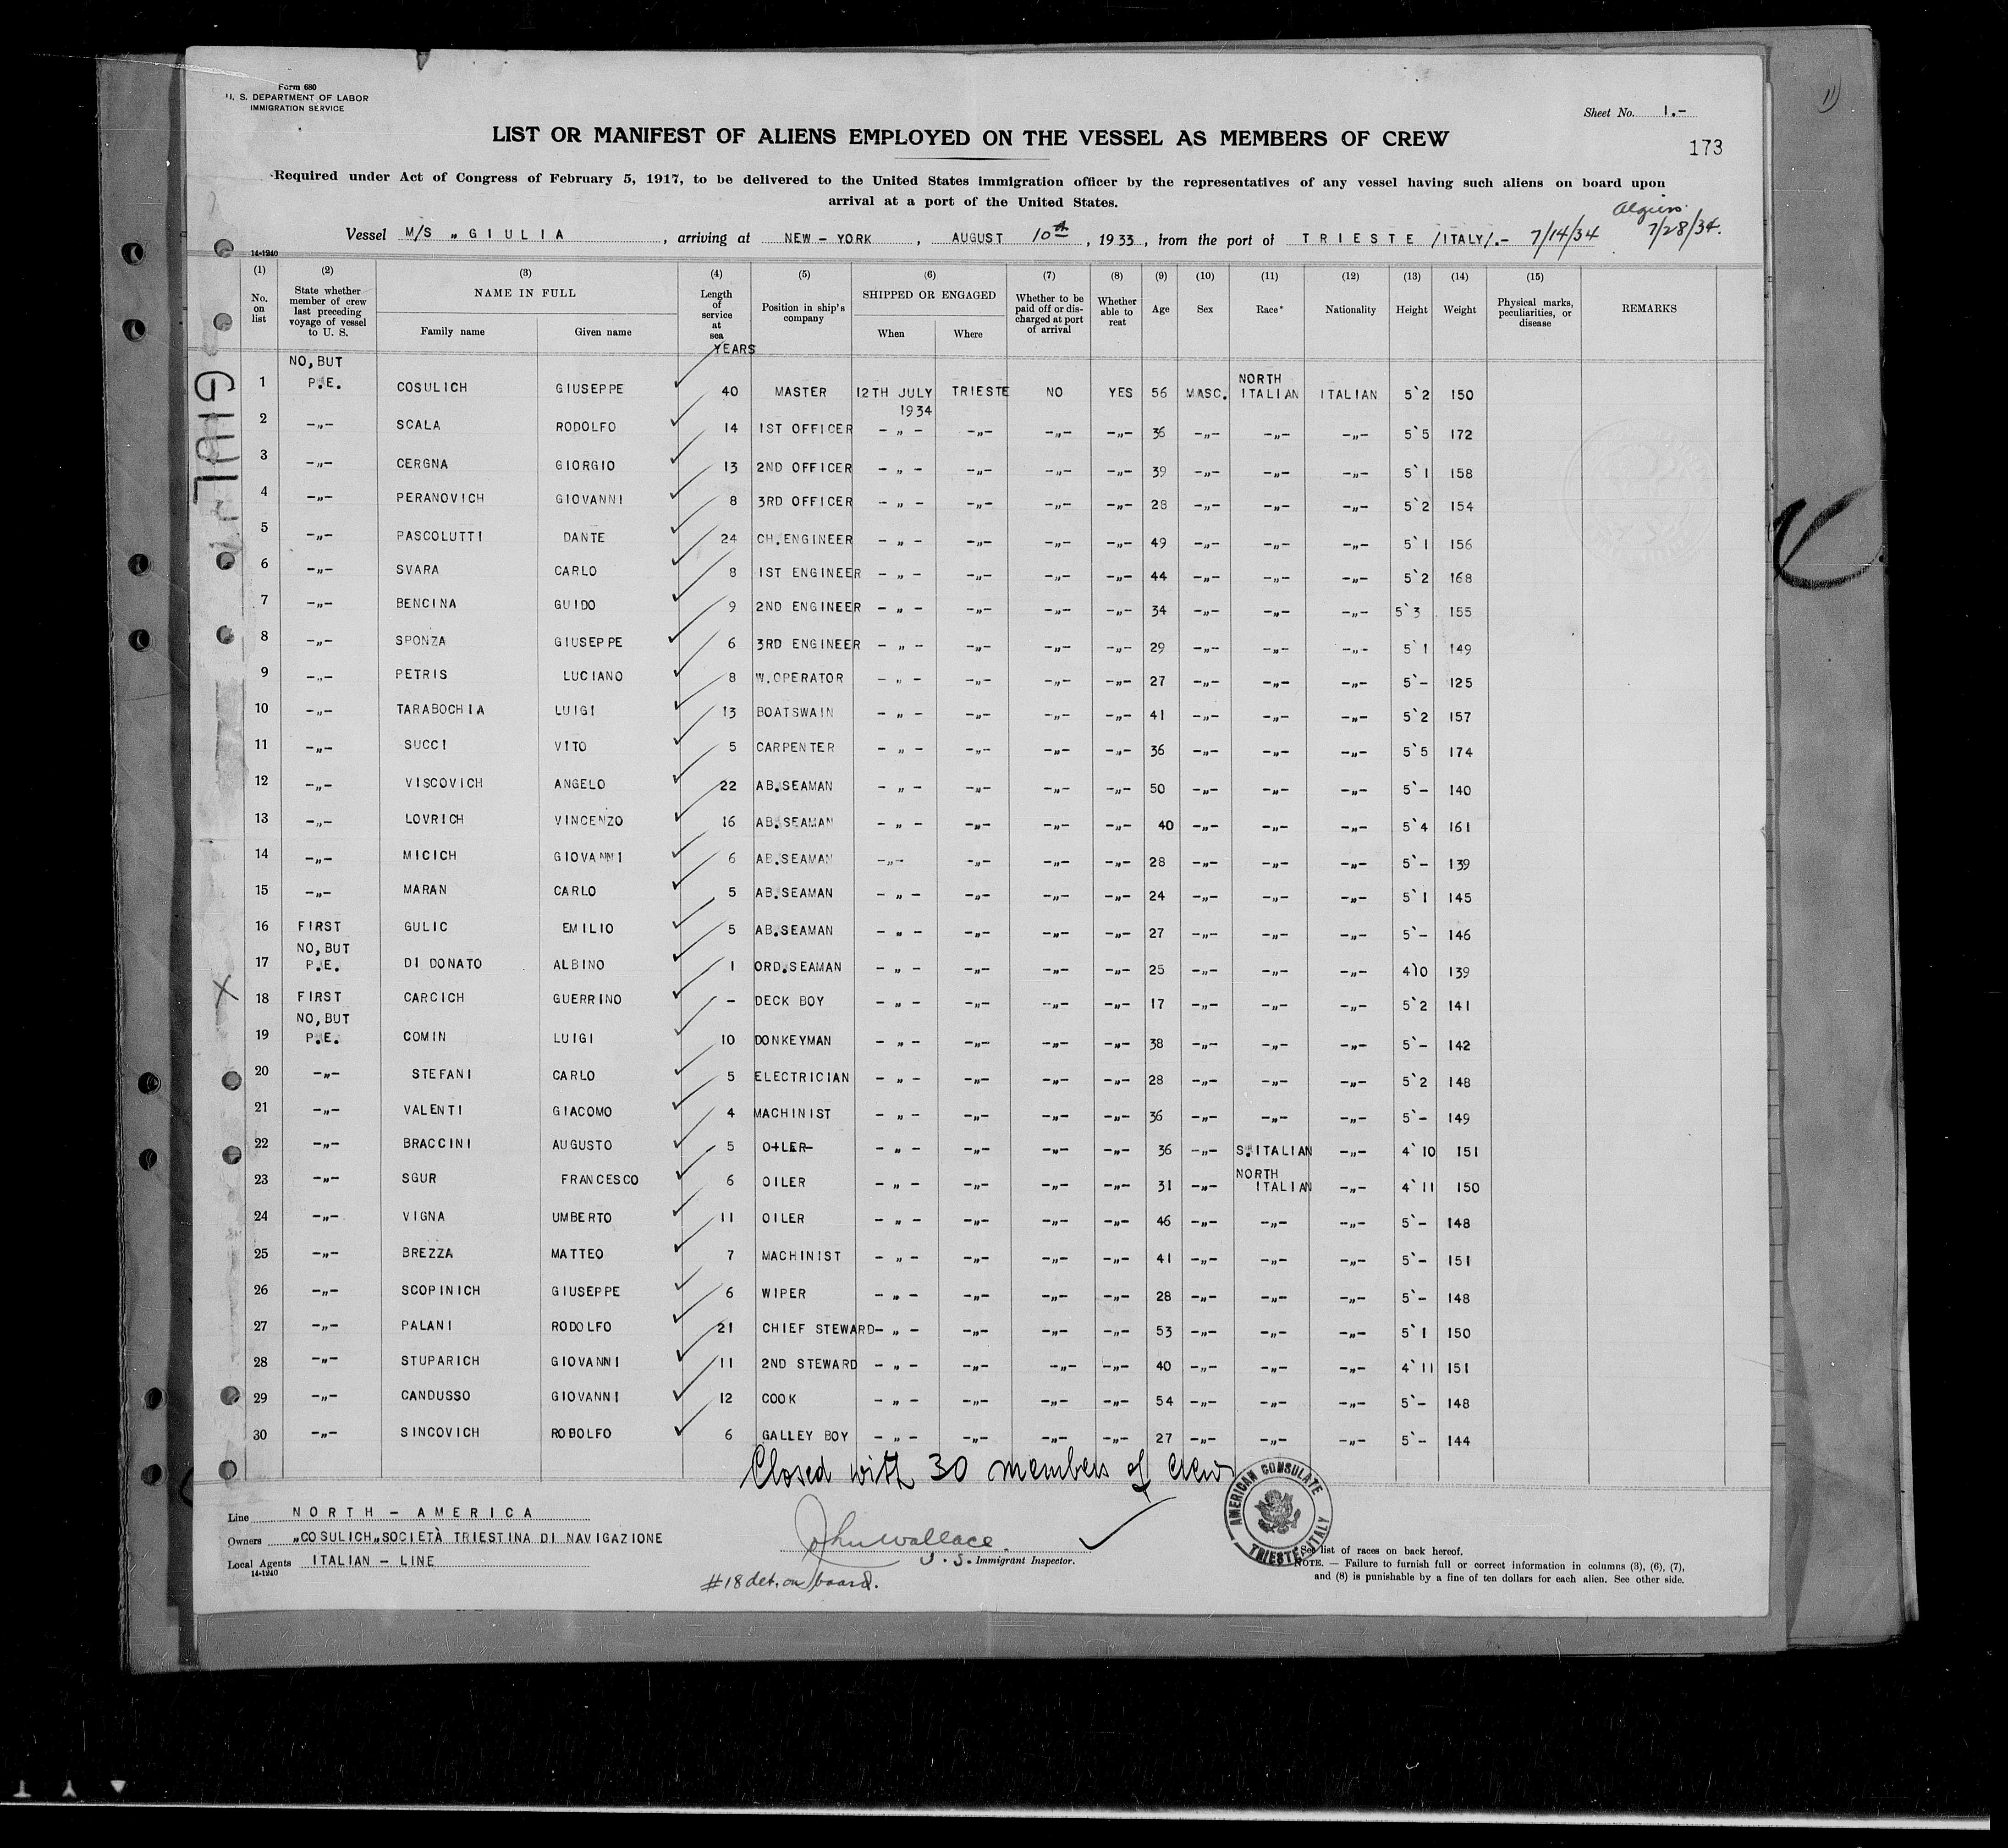 Form 680
U. S. DEPARTMENT OF LABOR
IMMIGRATION SERVICE
Sheet No. 1.-
LIST OR MANIFEST OF ALIENS EMPLOYED ON THE VESSEL AS MEMBERS OF CREW
173
Required under Act of Congress of February 5, 1917, to be delivered to the United States immigration officer by the representatives of any vessel having such aliens on board upon
arrival at a port of the United States.
Algiers.
Vessel M/S „GIULIA , arriving at NEW-YORK , AUGUST 10th , 1933, from the port of TRIESTE /ITALY/.- 7/14/34 7/28/34.
14-1240
(1) (2) (3) (4) (5) (6) (7) (8) (9) (10) (11) (12) (13) (14) (15)
No. on list State whether member of crew last preceding voyage of vessel to U. S. NAME IN FULL Family name Given name Length of service at sea Position in ship's company SHIPPED OR ENGAGED When Where Whether to be paid off or discharged at port of arrival Whether able to reat Age Sex Race* Nationality Height Weight Physical marks, peculiarities, or disease REMARKS
YEARS
1 NO, BUT P.E. COSULICH GIUSEPPE 40 MASTER 12TH JULY 1934 TRIESTE NO YES 56 MASC. NORTH ITALIAN ITALIAN 5`2 150
2 -„- SCALA RODOLFO 14 1ST OFFICER -„- -„- -„- -„- 36 -„- -„- -„- 5`5 172
3 -„- CERGNA GIORGIO 13 2ND OFFICER -„- -„- -„- -„- 39 -„- -„- -„- 5`1 158
4 -„- PERANOVICH GIOVANNI 8 3RD OFFICER -„- -„- -„- -„- 28 -„- -„- -„- 5`2 154
5 -„- PASCOLUTTI DANTE 24 CH.ENGINEER -„- -„- -„- -„- 49 -„- -„- -„- 5`1 156
6 -„- SVARA CARLO 8 1ST ENGINEER -„- -„- -„- -„- 44 -„- -„- -„- 5`2 168
7 -„- BENCINA GUIDO 9 2ND ENGINEER -„- -„- -„- -„- 34 -„- -„- -„- 5`3 155
8 -„- SPONZA GIUSEPPE 6 3RD ENGINEER -„- -„- -„- -„- 29 -„- -„- -„- 5`1 149
9 -„- PETRIS LUCIANO 8 W.OPERATOR -„- -„- -„- -„- 27 -„- -„- -„- 5`- 125
10 -„- TARABOCHIA LUIGI 13 BOATSWAIN -„- -„- -„- -„- 41 -„- -„- -„- 5`2 157
11 -„- SUCCI VITO 5 CARPENTER -„- -„- -„- -„- 36 -„- -„- -„- 5`5 174
12 -„- VISCOVICH ANGELO 22 AB.SEAMAN -„- -„- -„- -„- 50 -„- -„- -„- 5`- 140
13 -„- LOVRICH VINCENZO 16 AB.SEAMAN -„- -„- -„- -„- 40 -„- -„- -„- 5`4 161
14 -„- MICICH GIOVANNI 6 AB.SEAMAN -„- -„- -„- -„- 28 -„- -„- -„- 5`- 139
15 -„- MARAN CARLO 5 AB.SEAMAN -„- -„- -„- -„- 24 -„- -„- -„- 5`1 145
16 FIRST GULIC EMILIO 5 AB.SEAMAN -„- -„- -„- -„- 27 -„- -„- -„- 5`- 146
17 NO, BUT P.E. DI DONATO ALBINO 1 ORD.SEAMAN -„- -„- -„- -„- 25 -„- -„- -„- 4`10 139
18 FIRST CARCICH GUERRINO - DECK BOY -„- -„- -„- -„- 17 -„- -„- -„- 5`2 141
19 NO, BUT P.E. COMIN LUIGI 10 DONKEYMAN -„- -„- -„- -„- 38 -„- -„- -„- 5`- 142
20 -„- STEFANI CARLO 5 ELECTRICIAN -„- -„- -„- -„- 28 -„- -„- -„- 5`2 148
21 -„- VALENTI GIACOMO 4 MACHINIST -„- -„- -„- -„- 36 -„- -„- -„- 5`- 149
22 -„- BRACCINI AUGUSTO 5 OILER -„- -„- -„- -„- 36 -„- S.ITALIAN -„- 4`10 151
23 -„- SGUR FRANCESCO 6 OILER -„- -„- -„- -„- 31 -„- NORTH ITALIAN -„- 4`11 150
24 -„- VIGNA UMBERTO 11 OILER -„- -„- -„- -„- 46 -„- -„- -„- 5`- 148
25 -„- BREZZA MATTEO 7 MACHINIST -„- -„- -„- -„- 41 -„- -„- -„- 5`- 151
26 -„- SCOPINICH GIUSEPPE 6 WIPER -„- -„- -„- -„- 28 -„- -„- -„- 5`- 148
27 -„- PALANI RODOLFO 21 CHIEF STEWARD -„- -„- -„- -„- 53 -„- -„- -„- 5`1 150
28 -„- STUPARICH GIOVANNI 11 2ND STEWARD -„- -„- -„- -„- 40 -„- -„- -„- 4`11 151
29 -„- CANDUSSO GIOVANNI 12 COOK -„- -„- -„- -„- 54 -„- -„- -„- 5`- 148
30 -„- SINCOVICH RODOLFO 6 GALLEY BOY -„- -„- -„- -„- 27 -„- -„- -„- 5`- 144
GIULIA
X
Closed with 30 members of crew
AMERICAN CONSULATE TRIESTE, ITALY
Line NORTH - AMERICA
Owners „COSULICH„SOCIETÀ TRIESTINA DI NAVIGAZIONE
Local Agents ITALIAN - LINE
14-1240
John Wallace
U. S. Immigrant Inspector.
#18 det. on board.
See list of races on back hereof.
NOTE. — Failure to furnish full or correct information in columns (3), (6), (7),
and (8) is punishable by a fine of ten dollars for each alien. See other side.